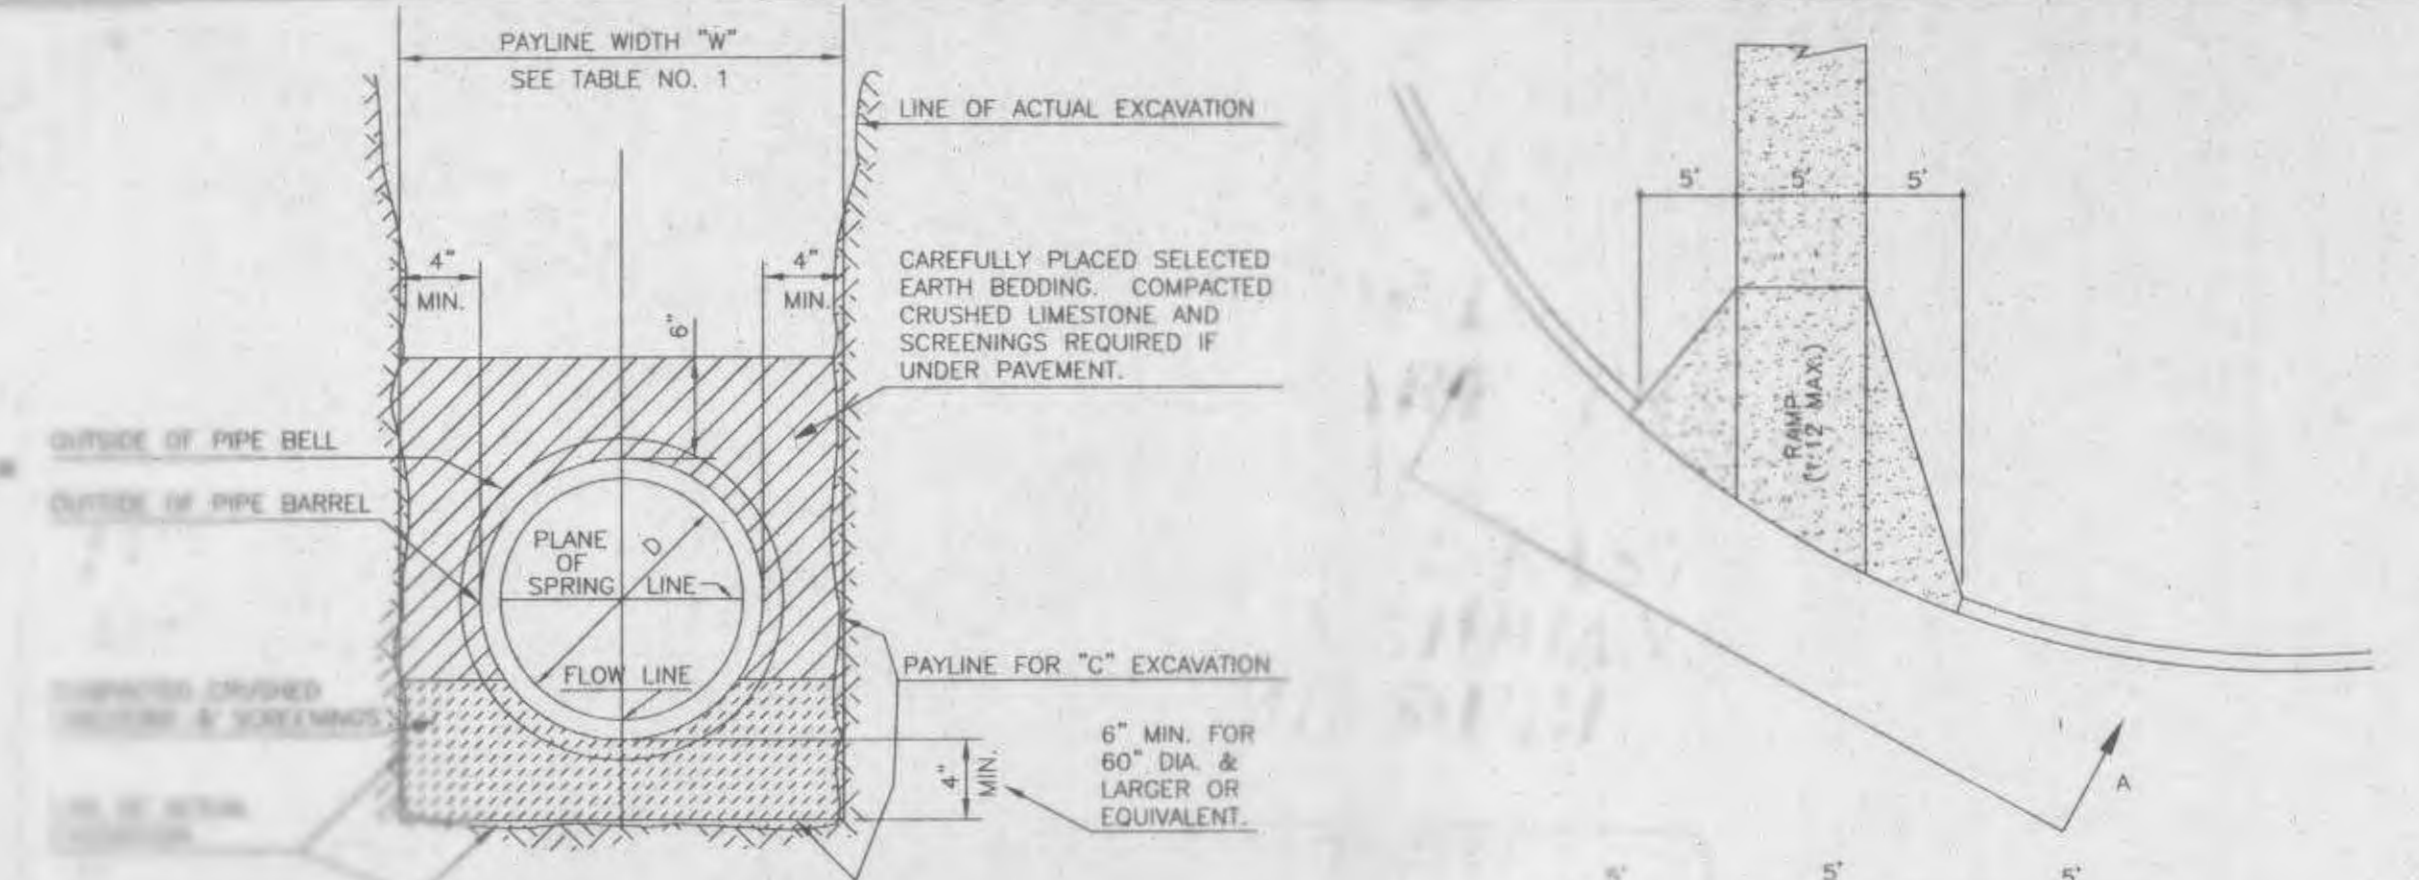 PAYLINE WIDTH "W"
SEE TABLE NO. 1
LINE OF ACTUAL EXCAVATION
4"
MIN.
4"
MIN.
6"
CAREFULLY PLACED SELECTED
EARTH BEDDING. COMPACTED
CRUSHED LIMESTONE AND
SCREENINGS REQUIRED IF
UNDER PAVEMENT.
OUTSIDE OF PIPE BELL
OUTSIDE OF PIPE BARREL
PLANE
OF
SPRING LINE
D
FLOW LINE
COMPACTED CRUSHED
& SCREENINGS
PAYLINE FOR "C" EXCAVATION
4"
MIN.
6" MIN. FOR
60" DIA. &
LARGER OR
EQUIVALENT.
5' 5' 5'
RAMP
(1:12 MAX.)
A
5' 5' 5'